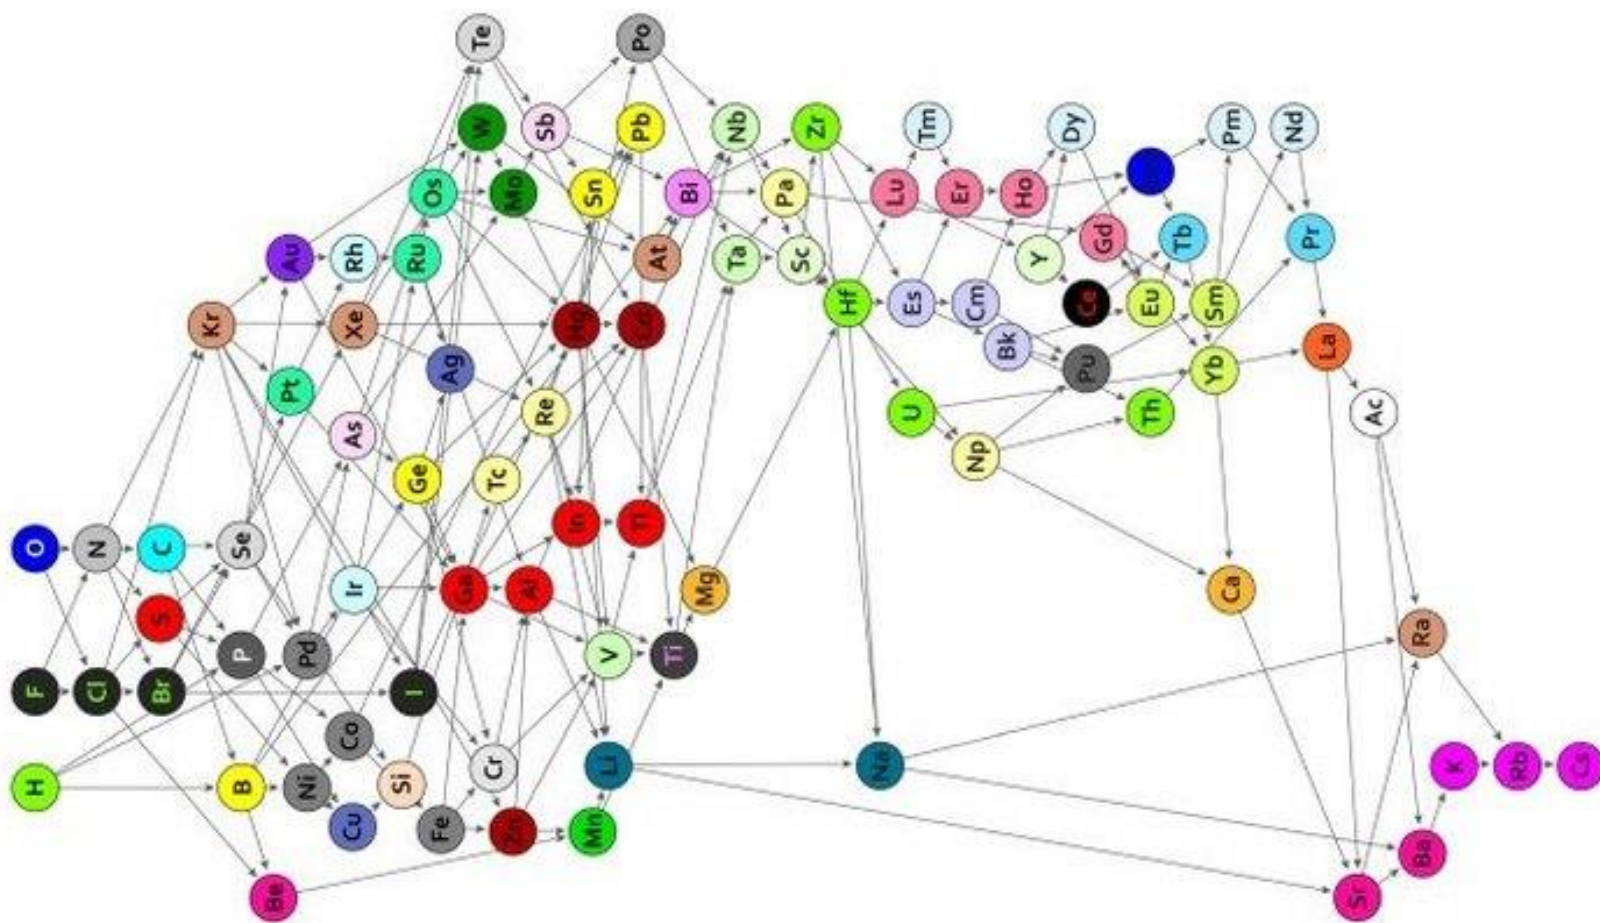 H
F
O
Cl
N
Br
S
C
Kr
B
P
Se
Be
Ni
Pd
Pt
Au
Cu
Co
Ir
As
Xe
Rh
Si
I
Ge
Ru
Fe
Os
Ag
Ga
Zn
Cr
Tc
Mo
W
Te
Al
Re
Sb
Mn
Li
V
In
Hg
Sn
Tl
Cd
At
Pb
Po
Ti
Mg
Bi
Ta
Nb
Sc
Pa
Zr
Na
Hf
U
Es
Lu
Tm
Np
Cm
Er
Bk
Ho
Y
Dy
Pu
Ce
Gd
Th
Eu
Tb
Ca
Yb
Sm
Pm
Nd
Pr
La
Sr
Ac
Ba
Ra
K
Rb
Cs